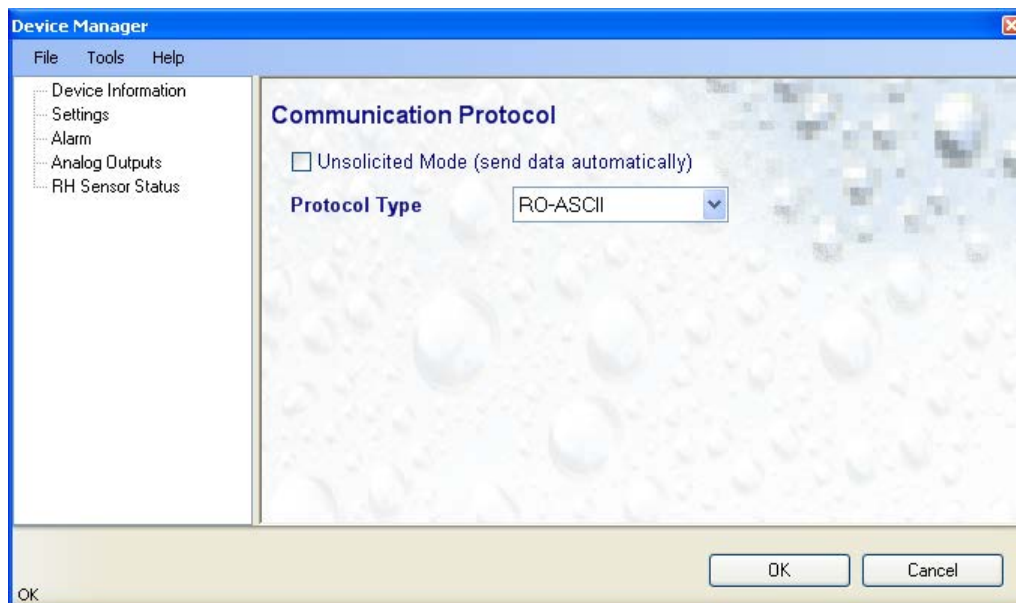 Device Manager
File Tools Help
Device Information
Settings
Alarm
Analog Outputs
RH Sensor Status
Communication Protocol
Unsolicited Mode (send data automatically)
Protocol Type RO-ASCII
OK Cancel
OK